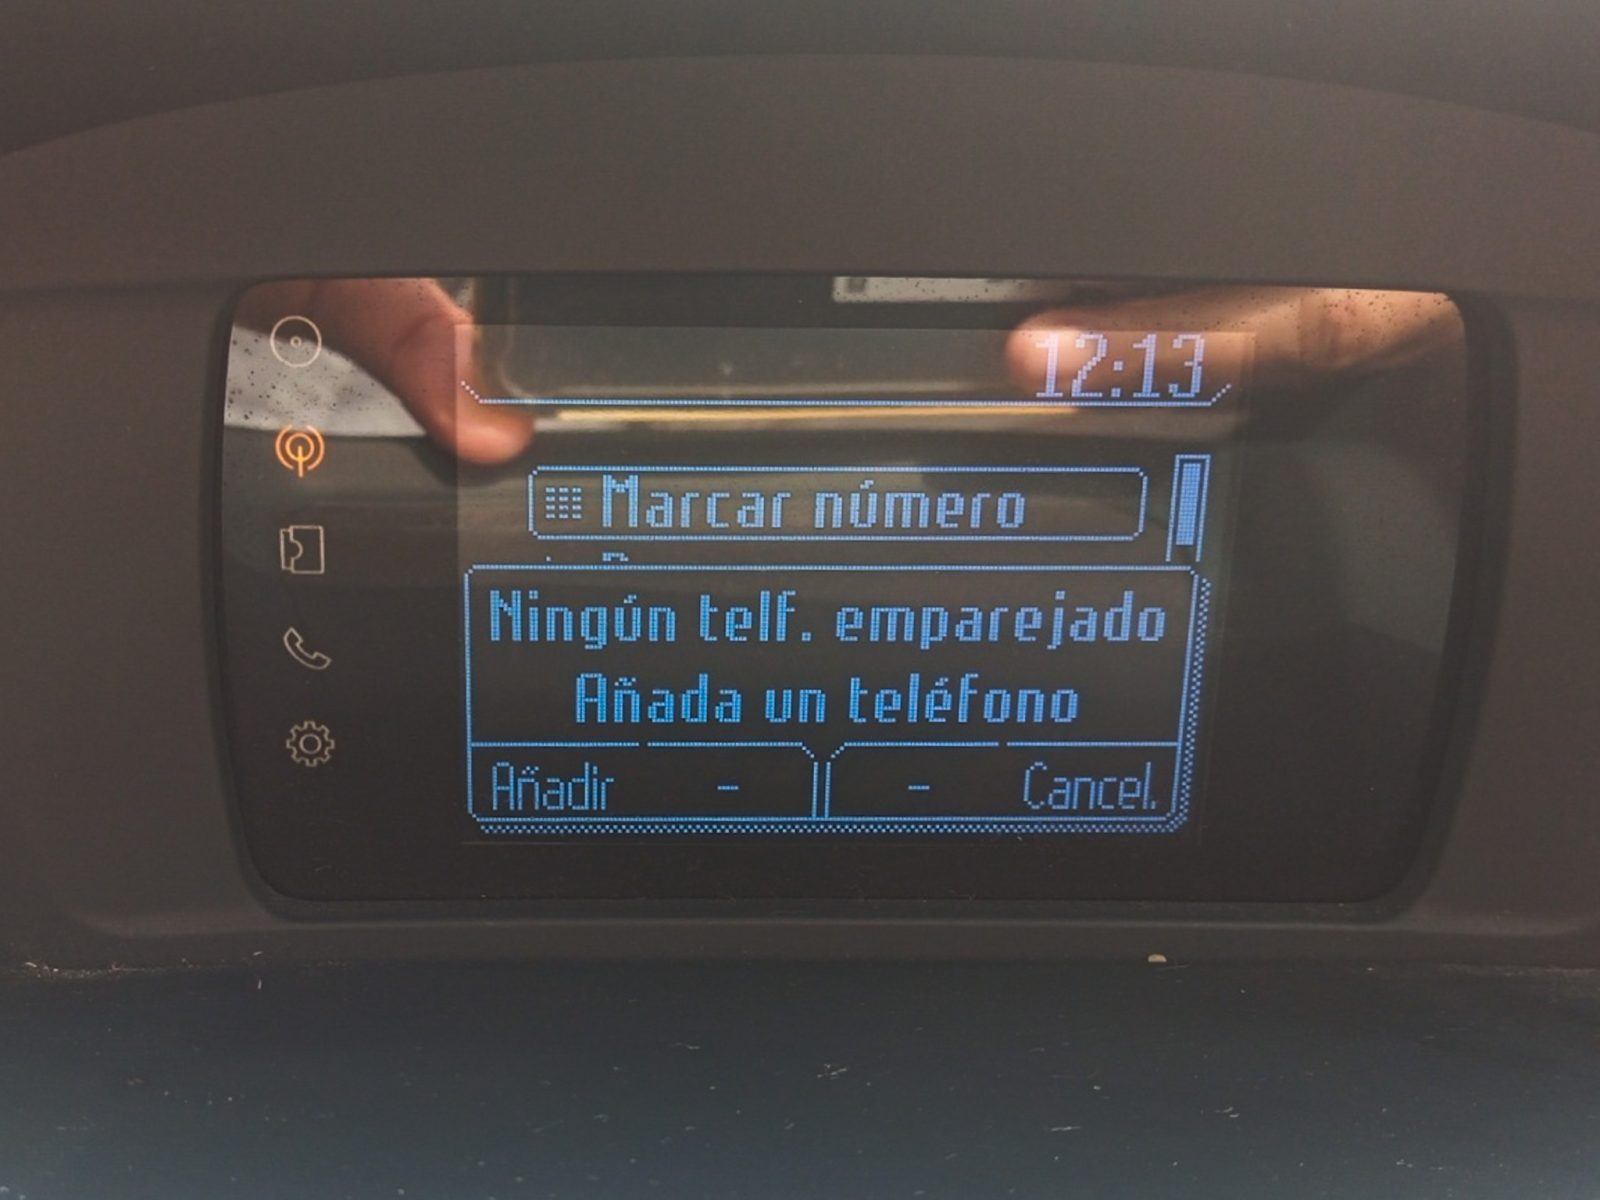 12:13
Marcar número
Ningún telf. emparejado
Añada un teléfono
Añadir - - Cancel.